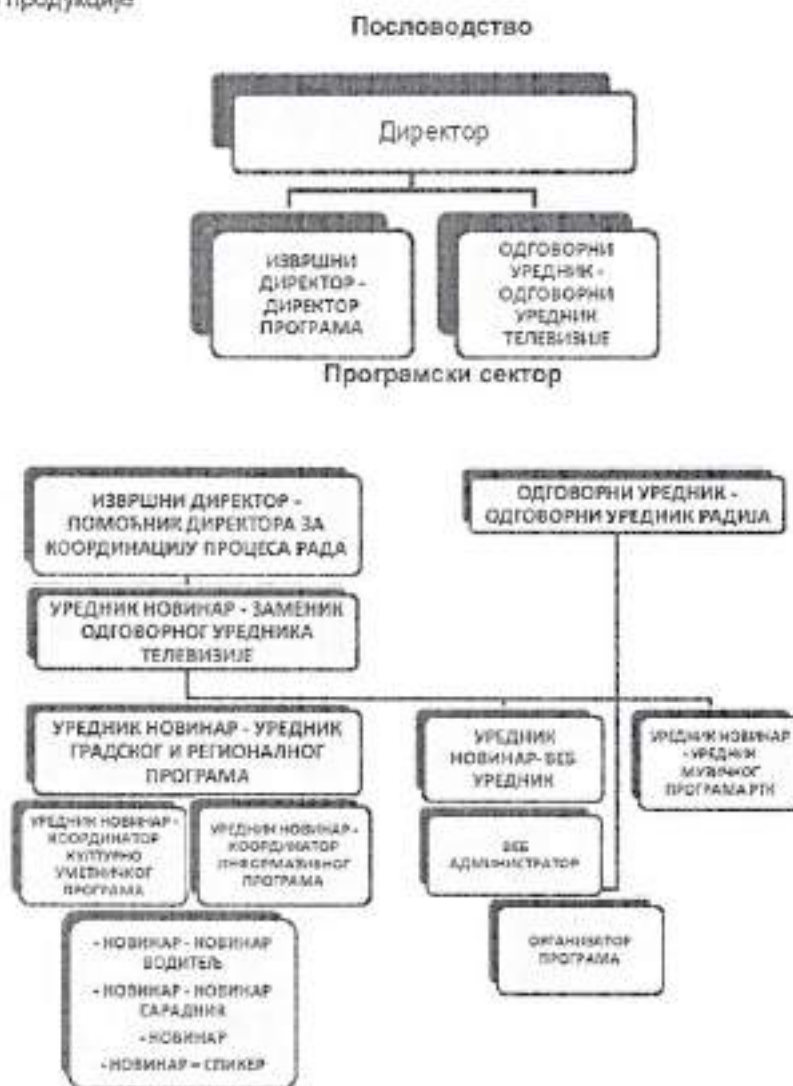 продукције
Пословодство
Директор
ИЗВРШНИ
ДИРЕКТОР -
ДИРЕКТОР
ПРОГРАМА
ОДГОВОРНИ
УРЕДНИК -
ОДГОВОРНИ
УРЕДНИК
ТЕЛЕВИЗИЈЕ
Програмски сектор
ИЗВРШНИ ДИРЕКТОР -
ПОМОЋНИК ДИРЕКТОРА ЗА
КООРДИНАЦИЈУ ПРОЦЕСА РАДА
ОДГОВОРНИ УРЕДНИК -
ОДГОВОРНИ УРЕДНИК РАДИЈА
УРЕДНИК НОВИНАР - ЗАМЕНИК
ОДГОВОРНОГ УРЕДНИКА
ТЕЛЕВИЗИЈЕ
УРЕДНИК НОВИНАР - УРЕДНИК
ГРАДСКОГ И РЕГИОНАЛНОГ
ПРОГРАМА
УРЕДНИК
НОВИНАР- ВЕБ
УРЕДНИК
УРЕДНИК НОВИНАР
- УРЕДНИК
МУЗИЧКОГ
ПРОГРАМА РТК
УРЕДНИК НОВИНАР -
КООРДИНАТОР
КУЛТУРНО
УМЕТНИЧКОГ
ПРОГРАМА
УРЕДНИК НОВИНАР -
КООРДИНАТОР
ИНФОРМАТИВНОГ
ПРОГРАМА
ВЕБ
АДМИНИСТРАТОР
ОРГАНИЗАТОР
ПРОГРАМА
- НОВИНАР - НОВИНАР
ВОДИТЕЉ
- НОВИНАР - НОВИНАР
САРАДНИК
- НОВИНАР
- НОВИНАР – СПИКЕР